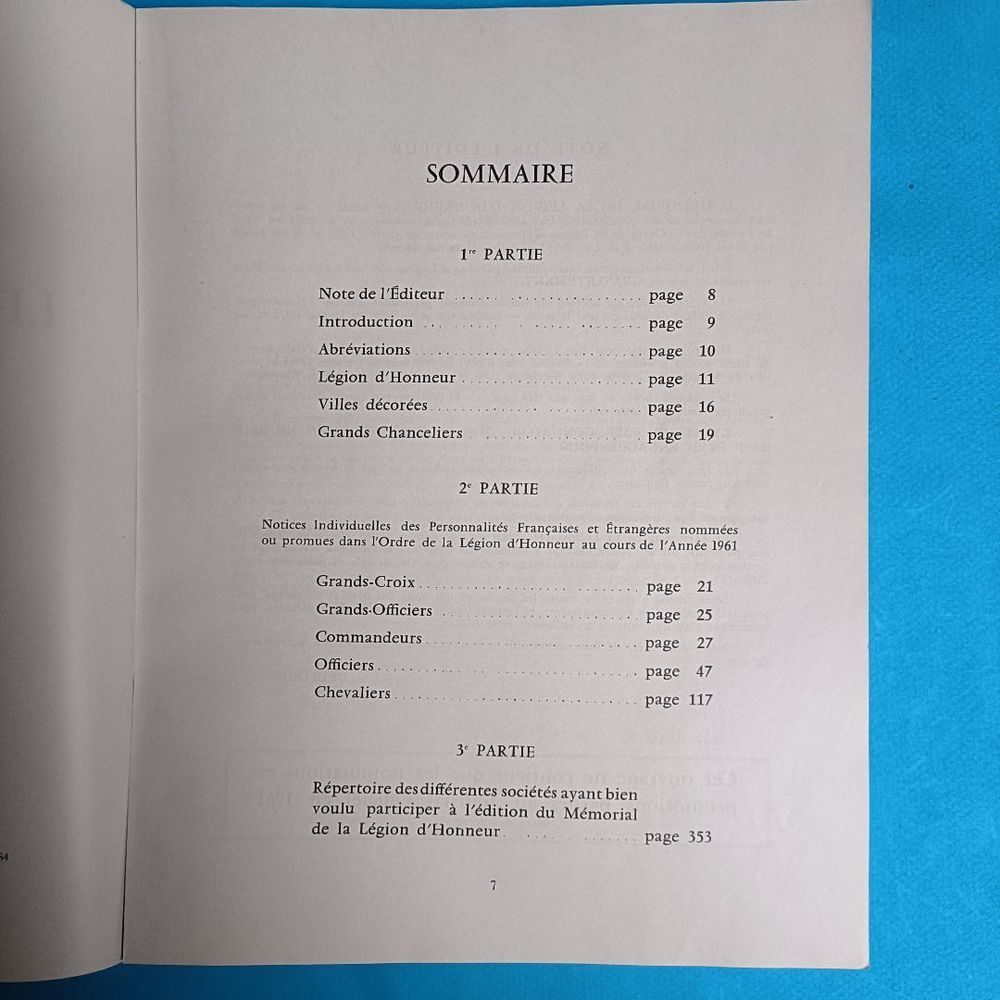 SOMMAIRE
1re PARTIE
Note de l'Éditeur ........................ page 8
Introduction ........................ page 9
Abréviations ........................ page 10
Légion d'Honneur ........................ page 11
Villes décorées ........................ page 16
Grands Chanceliers ........................ page 19
2e PARTIE
Notices Individuelles des Personnalités Françaises et Étrangères nommées
ou promues dans l'Ordre de la Légion d'Honneur au cours de l'Année 1961
Grands-Croix ........................ page 21
Grands-Officiers ........................ page 25
Commandeurs ........................ page 27
Officiers ........................ page 47
Chevaliers ........................ page 117
3e PARTIE
Répertoire des différentes sociétés ayant bien
voulu participer à l'édition du Mémorial
de la Légion d'Honneur ........................ page 353
7